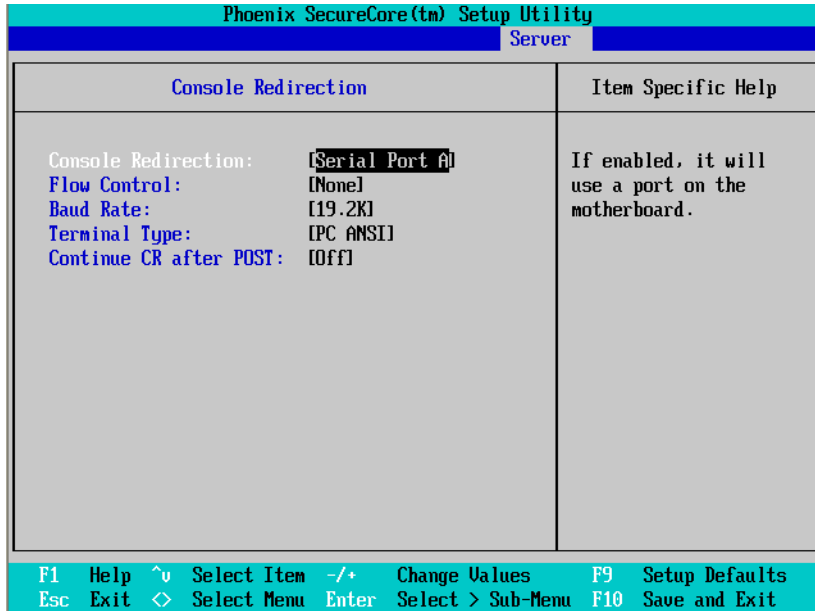 Phoenix SecureCore(tm) Setup Utility
Server
Console Redirection
Item Specific Help
Console Redirection: [Serial Port A]
Flow Control: [None]
Baud Rate: [19.2K]
Terminal Type: [PC ANSI]
Continue CR after POST: [Off]
If enabled, it will
use a port on the
motherboard.
F1 Help ^v Select Item -/+ Change Values F9 Setup Defaults
Esc Exit <> Select Menu Enter Select > Sub-Menu F10 Save and Exit